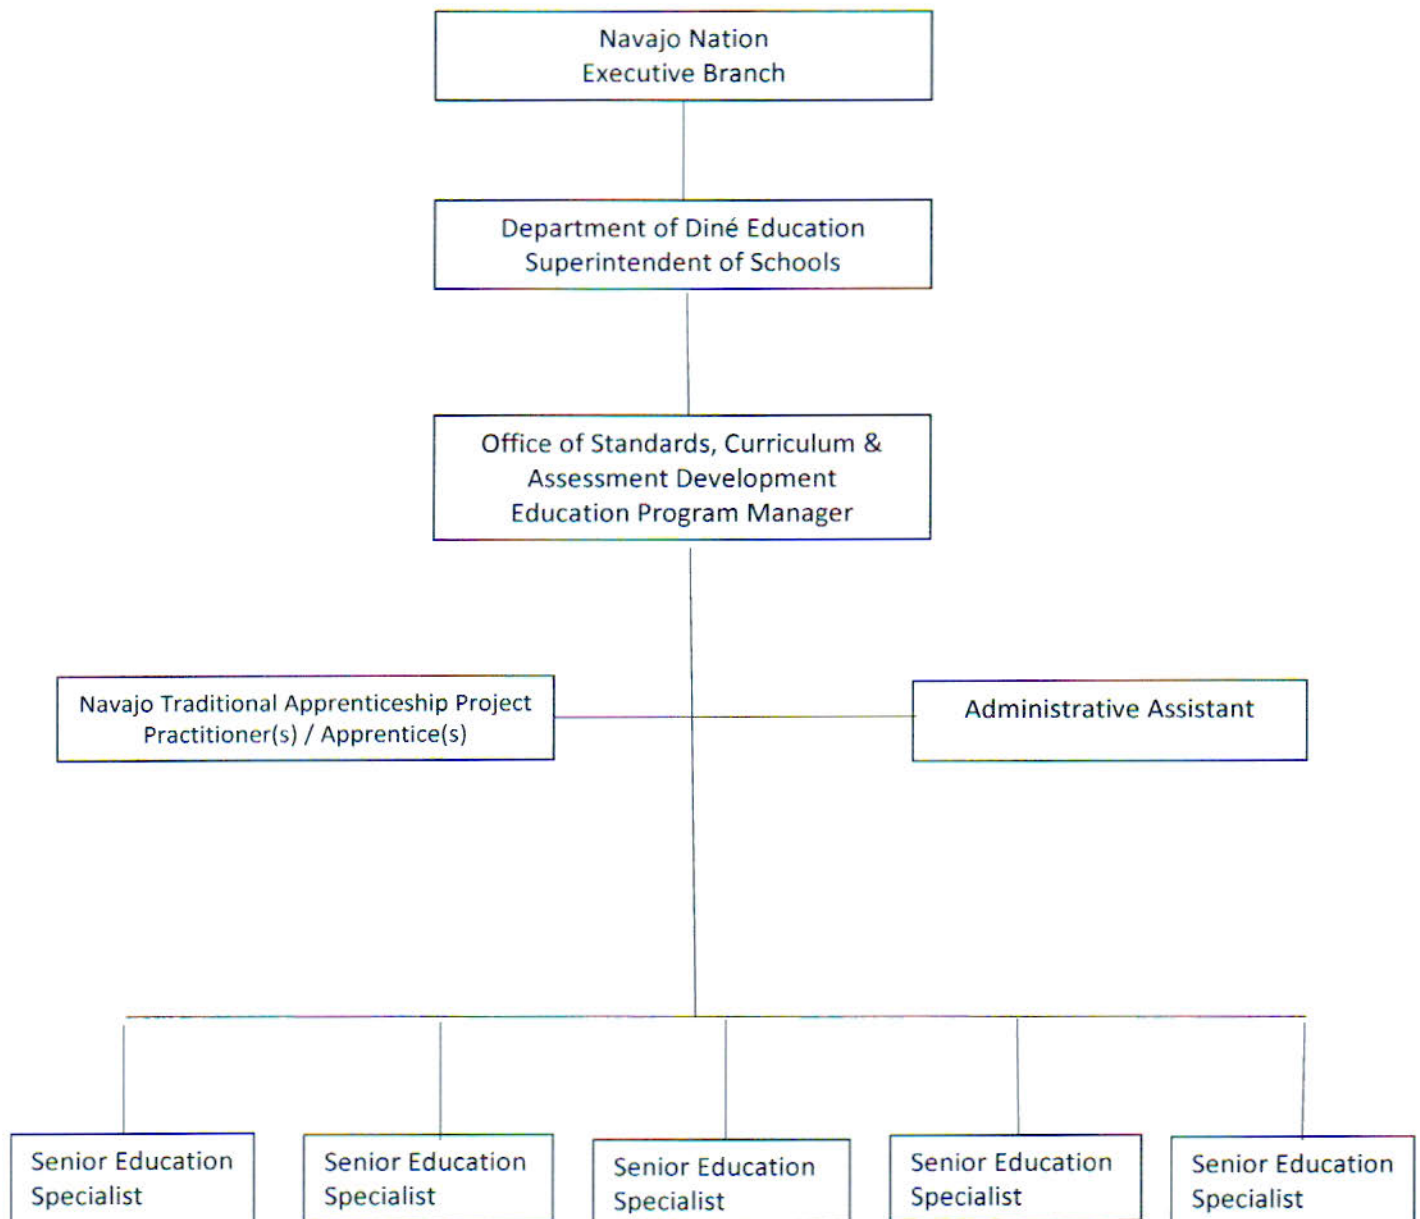 Navajo Nation
Executive Branch
Department of Diné Education
Superintendent of Schools
Office of Standards, Curriculum &
Assessment Development
Education Program Manager
Navajo Traditional Apprenticeship Project
Practitioner(s) / Apprentice(s)
Administrative Assistant
Senior Education
Specialist
Senior Education
Specialist
Senior Education
Specialist
Senior Education
Specialist
Senior Education
Specialist